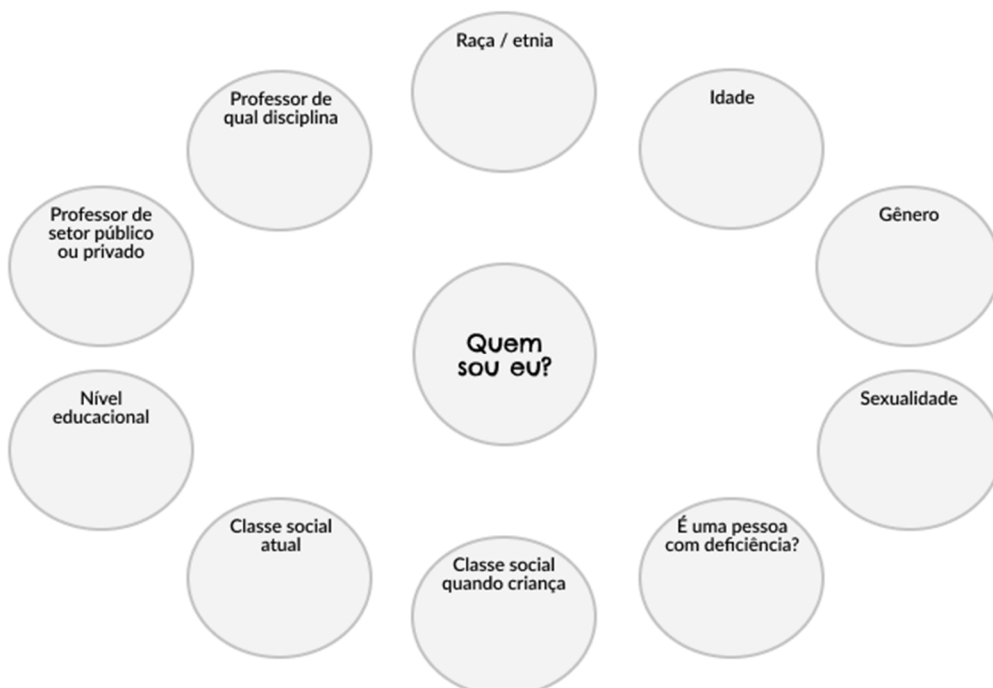 Raça / etnia
Professor de
qual disciplina
Idade
Professor de
setor público
ou privado
Gênero
Quem
sou eu?
Nível
educacional
Sexualidade
Classe social
atual
É uma pessoa
com deficiência?
Classe social
quando criança